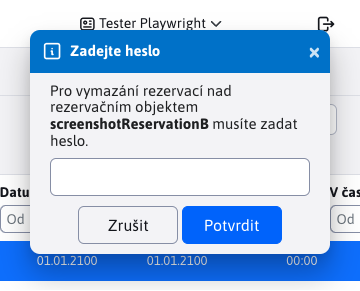 Tester Playwright
Zadejte heslo
Pro vymazání rezervací nad
rezervačním objektem
screenshotReservationB musíte zadat
heslo.
Zrušit
Potvrdit
Datu
V čas
Od
Od
01.01.2100
01.01.2100
00:00